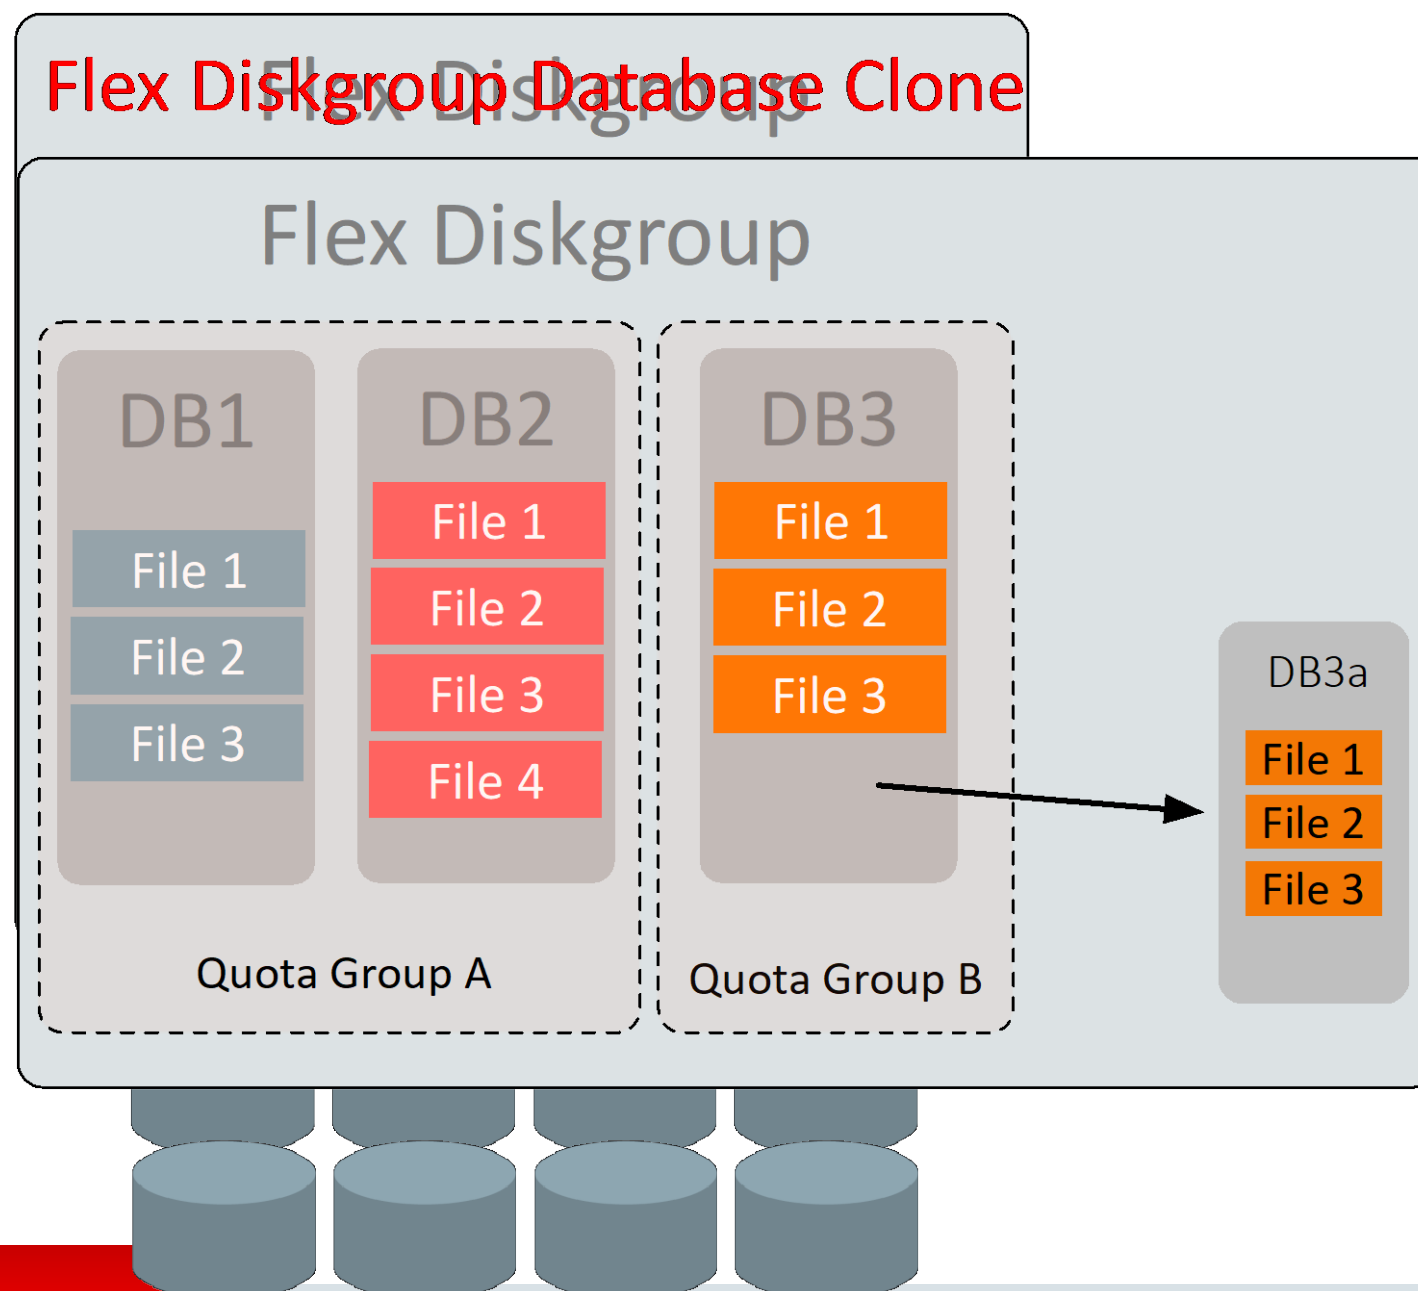 Flex Diskgroup Database Clone
Flex Diskgroup
Flex Diskgroup
DB1
File 1
File 2
File 3
DB2
File 1
File 2
File 3
File 4
Quota Group A
DB3
File 1
File 2
File 3
Quota Group B
DB3a
File 1
File 2
File 3